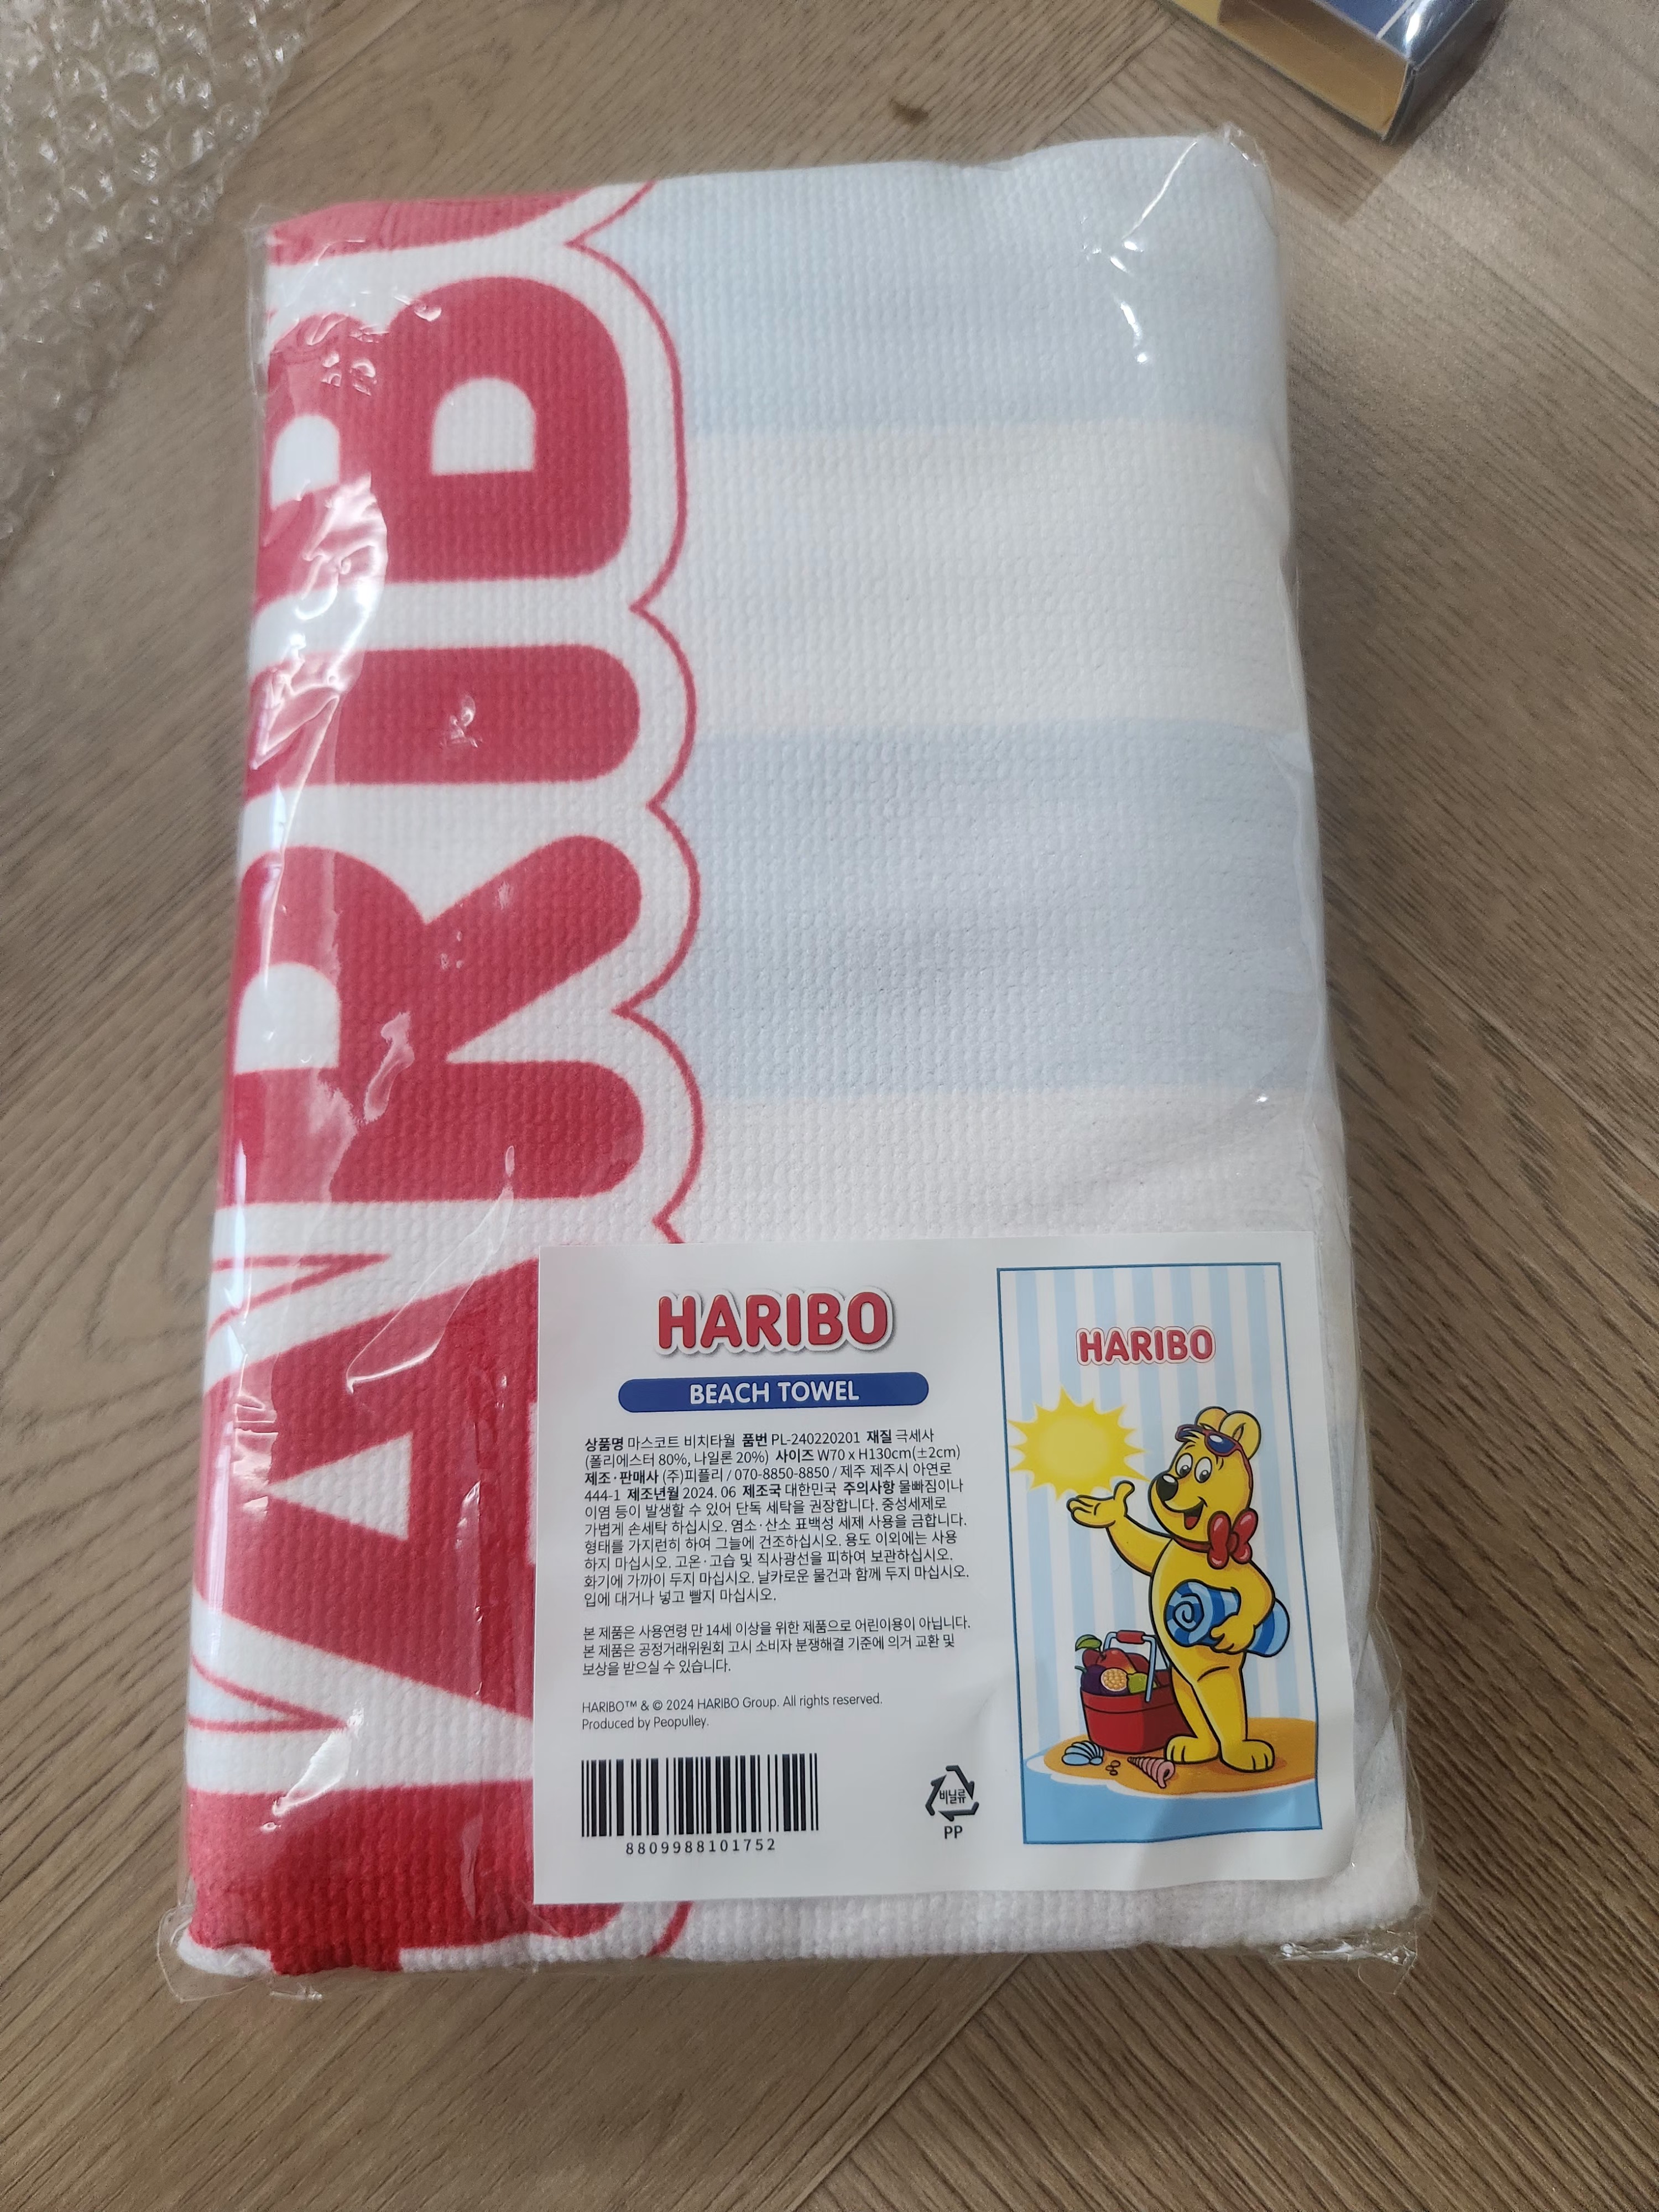 HARIB
HARIBO
BEACH TOWEL
상품명 마스코트 비치타월 품번 PL-240220201 재질 극세사
(폴리에스터 80%, 나일론 20%) 사이즈 W70 x H130cm(±2cm)
제조·판매사 (주)피플리 / 070-8850-8850 / 제주 제주시 아연로
444-1 제조년월 2024. 06 제조국 대한민국 주의사항 물빠짐이나
이염 등이 발생할 수 있어 단독 세탁을 권장합니다. 중성세제로
가볍게 손세탁 하십시오. 염소·산소 표백성 세제 사용을 금합니다.
형태를 가지런히 하여 그늘에 건조하십시오. 용도 이외에는 사용
하지 마십시오. 고온·고습 및 직사광선을 피하여 보관하십시오.
화기에 가까이 두지 마십시오. 날카로운 물건과 함께 두지 마십시오.
입에 대거나 넣고 빨지 마십시오.
본 제품은 사용연령 만 14세 이상을 위한 제품으로 어린이용이 아닙니다.
본 제품은 공정거래위원회 고시 소비자 분쟁해결 기준에 의거 교환 및
보상을 받으실 수 있습니다.
HARIBO™ & © 2024 HARIBO Group. All rights reserved.
Produced by Peopulley.
8809988101752
비닐류
PP
HARIBO